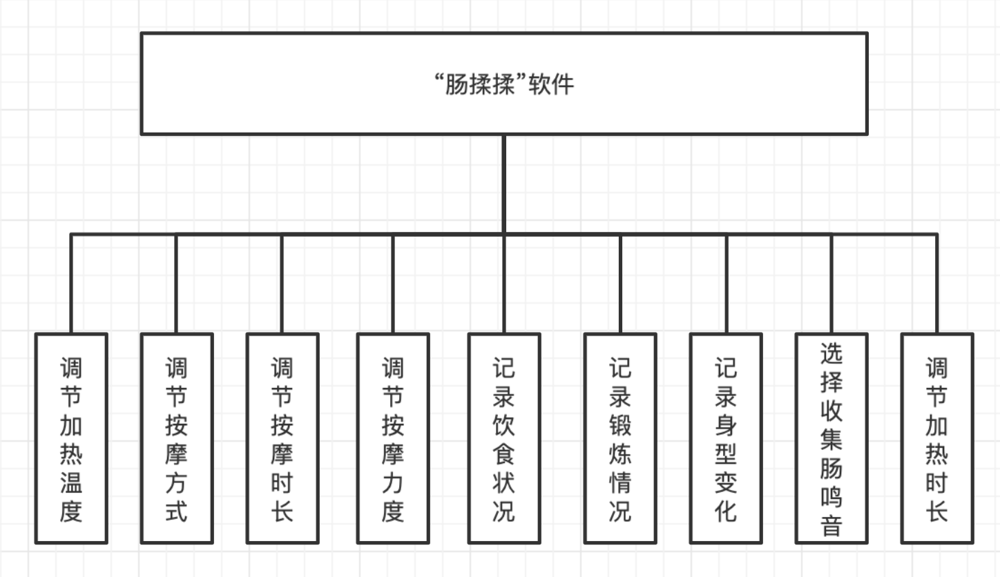 “肠揉揉”软件
调节加热温度
调节按摩方式
调节按摩时长
调节按摩力度
记录饮食状况
记录锻炼情况
记录身型变化
选择收集肠鸣音
调节加热时长